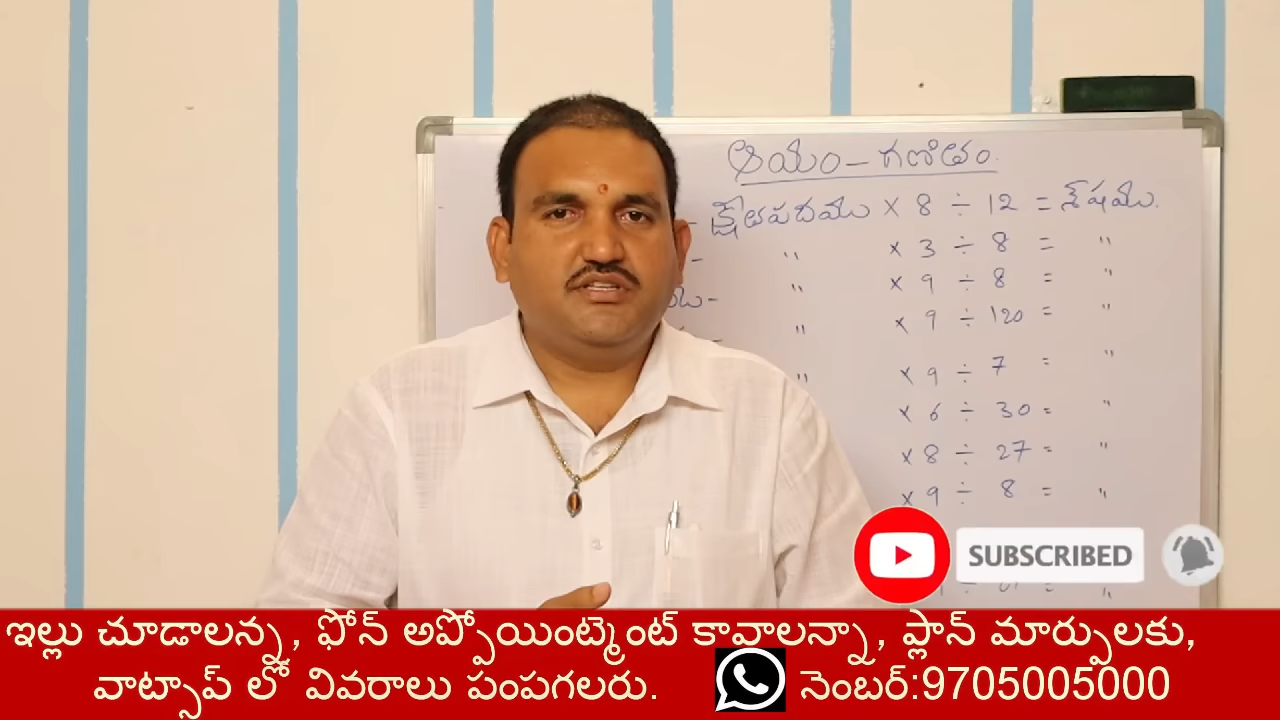 ఆయం - గణితం.
- క్షేత్రపదము × 8 ÷ 12 = శేషము.
- " × 3 ÷ 8 = "
- " × 9 ÷ 8 = "
" × 9 ÷ 120 = "
" × 9 ÷ 7 = "
× 6 ÷ 30 = "
× 8 ÷ 27 = "
× 9 ÷ 8 = "
SUBSCRIBED
ఇల్లు చూడాలన్న, ఫోన్ అప్పోయింట్మెంట్ కావాలన్నా, ప్లాన్ మార్పులకు,
వాట్సాప్ లో వివరాలు పంపగలరు. నెంబర్:9705005000